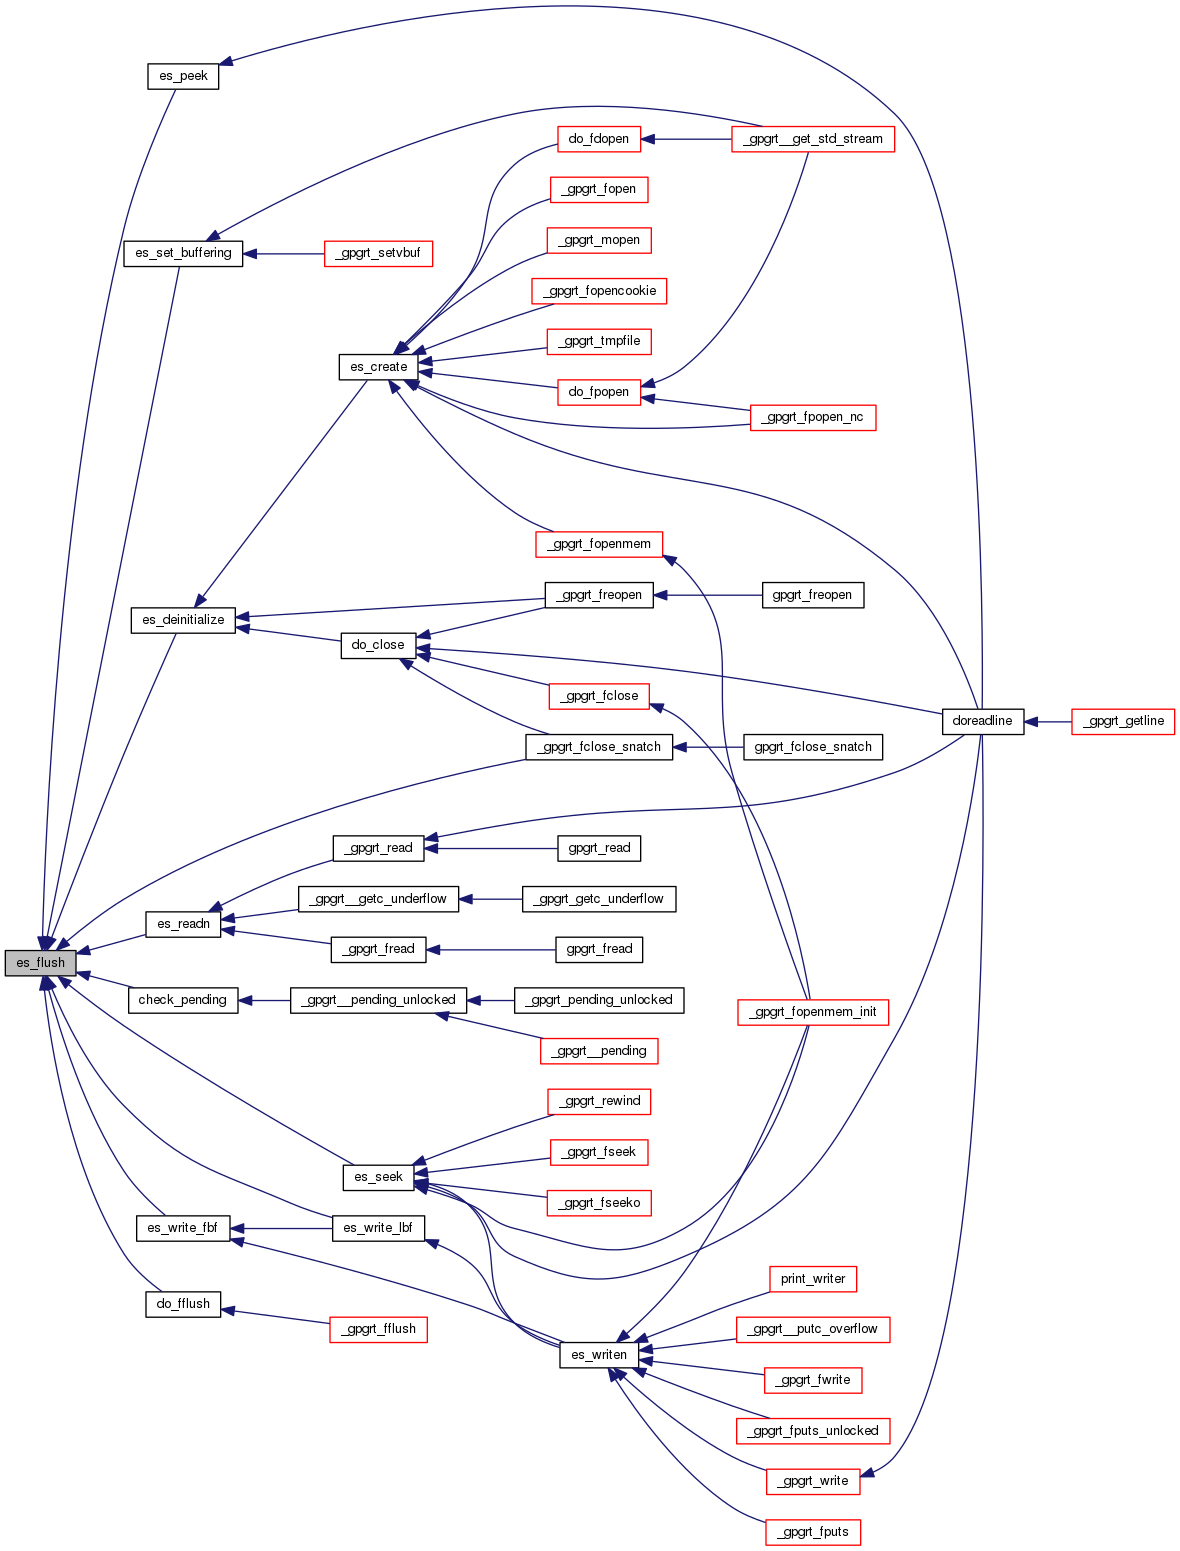 es_peek
do_fdopen
_gpgrt__get_std_stream
_gpgrt_fopen
es_set_buffering
_gpgrt_setvbuf
_gpgrt_mopen
_gpgrt_fopencookie
_gpgrt_tmpfile
es_create
do_fpopen
_gpgrt_fpopen_nc
_gpgrt_fopenmem
_gpgrt_freopen
gpgrt_freopen
es_deinitialize
do_close
_gpgrt_fclose
doreadline
_gpgrt_getline
_gpgrt_fclose_snatch
gpgrt_fclose_snatch
_gpgrt_read
gpgrt_read
_gpgrt__getc_underflow
_gpgrt_getc_underflow
es_readn
_gpgrt_fread
gpgrt_fread
es_flush
check_pending
_gpgrt__pending_unlocked
_gpgrt_pending_unlocked
_gpgrt_fopenmem_init
_gpgrt__pending
_gpgrt_rewind
_gpgrt_fseek
es_seek
_gpgrt_fseeko
es_write_fbf
es_write_lbf
print_writer
do_fflush
_gpgrt_fflush
_gpgrt__putc_overflow
es_writen
_gpgrt_fwrite
_gpgrt_fputs_unlocked
_gpgrt_write
_gpgrt_fputs